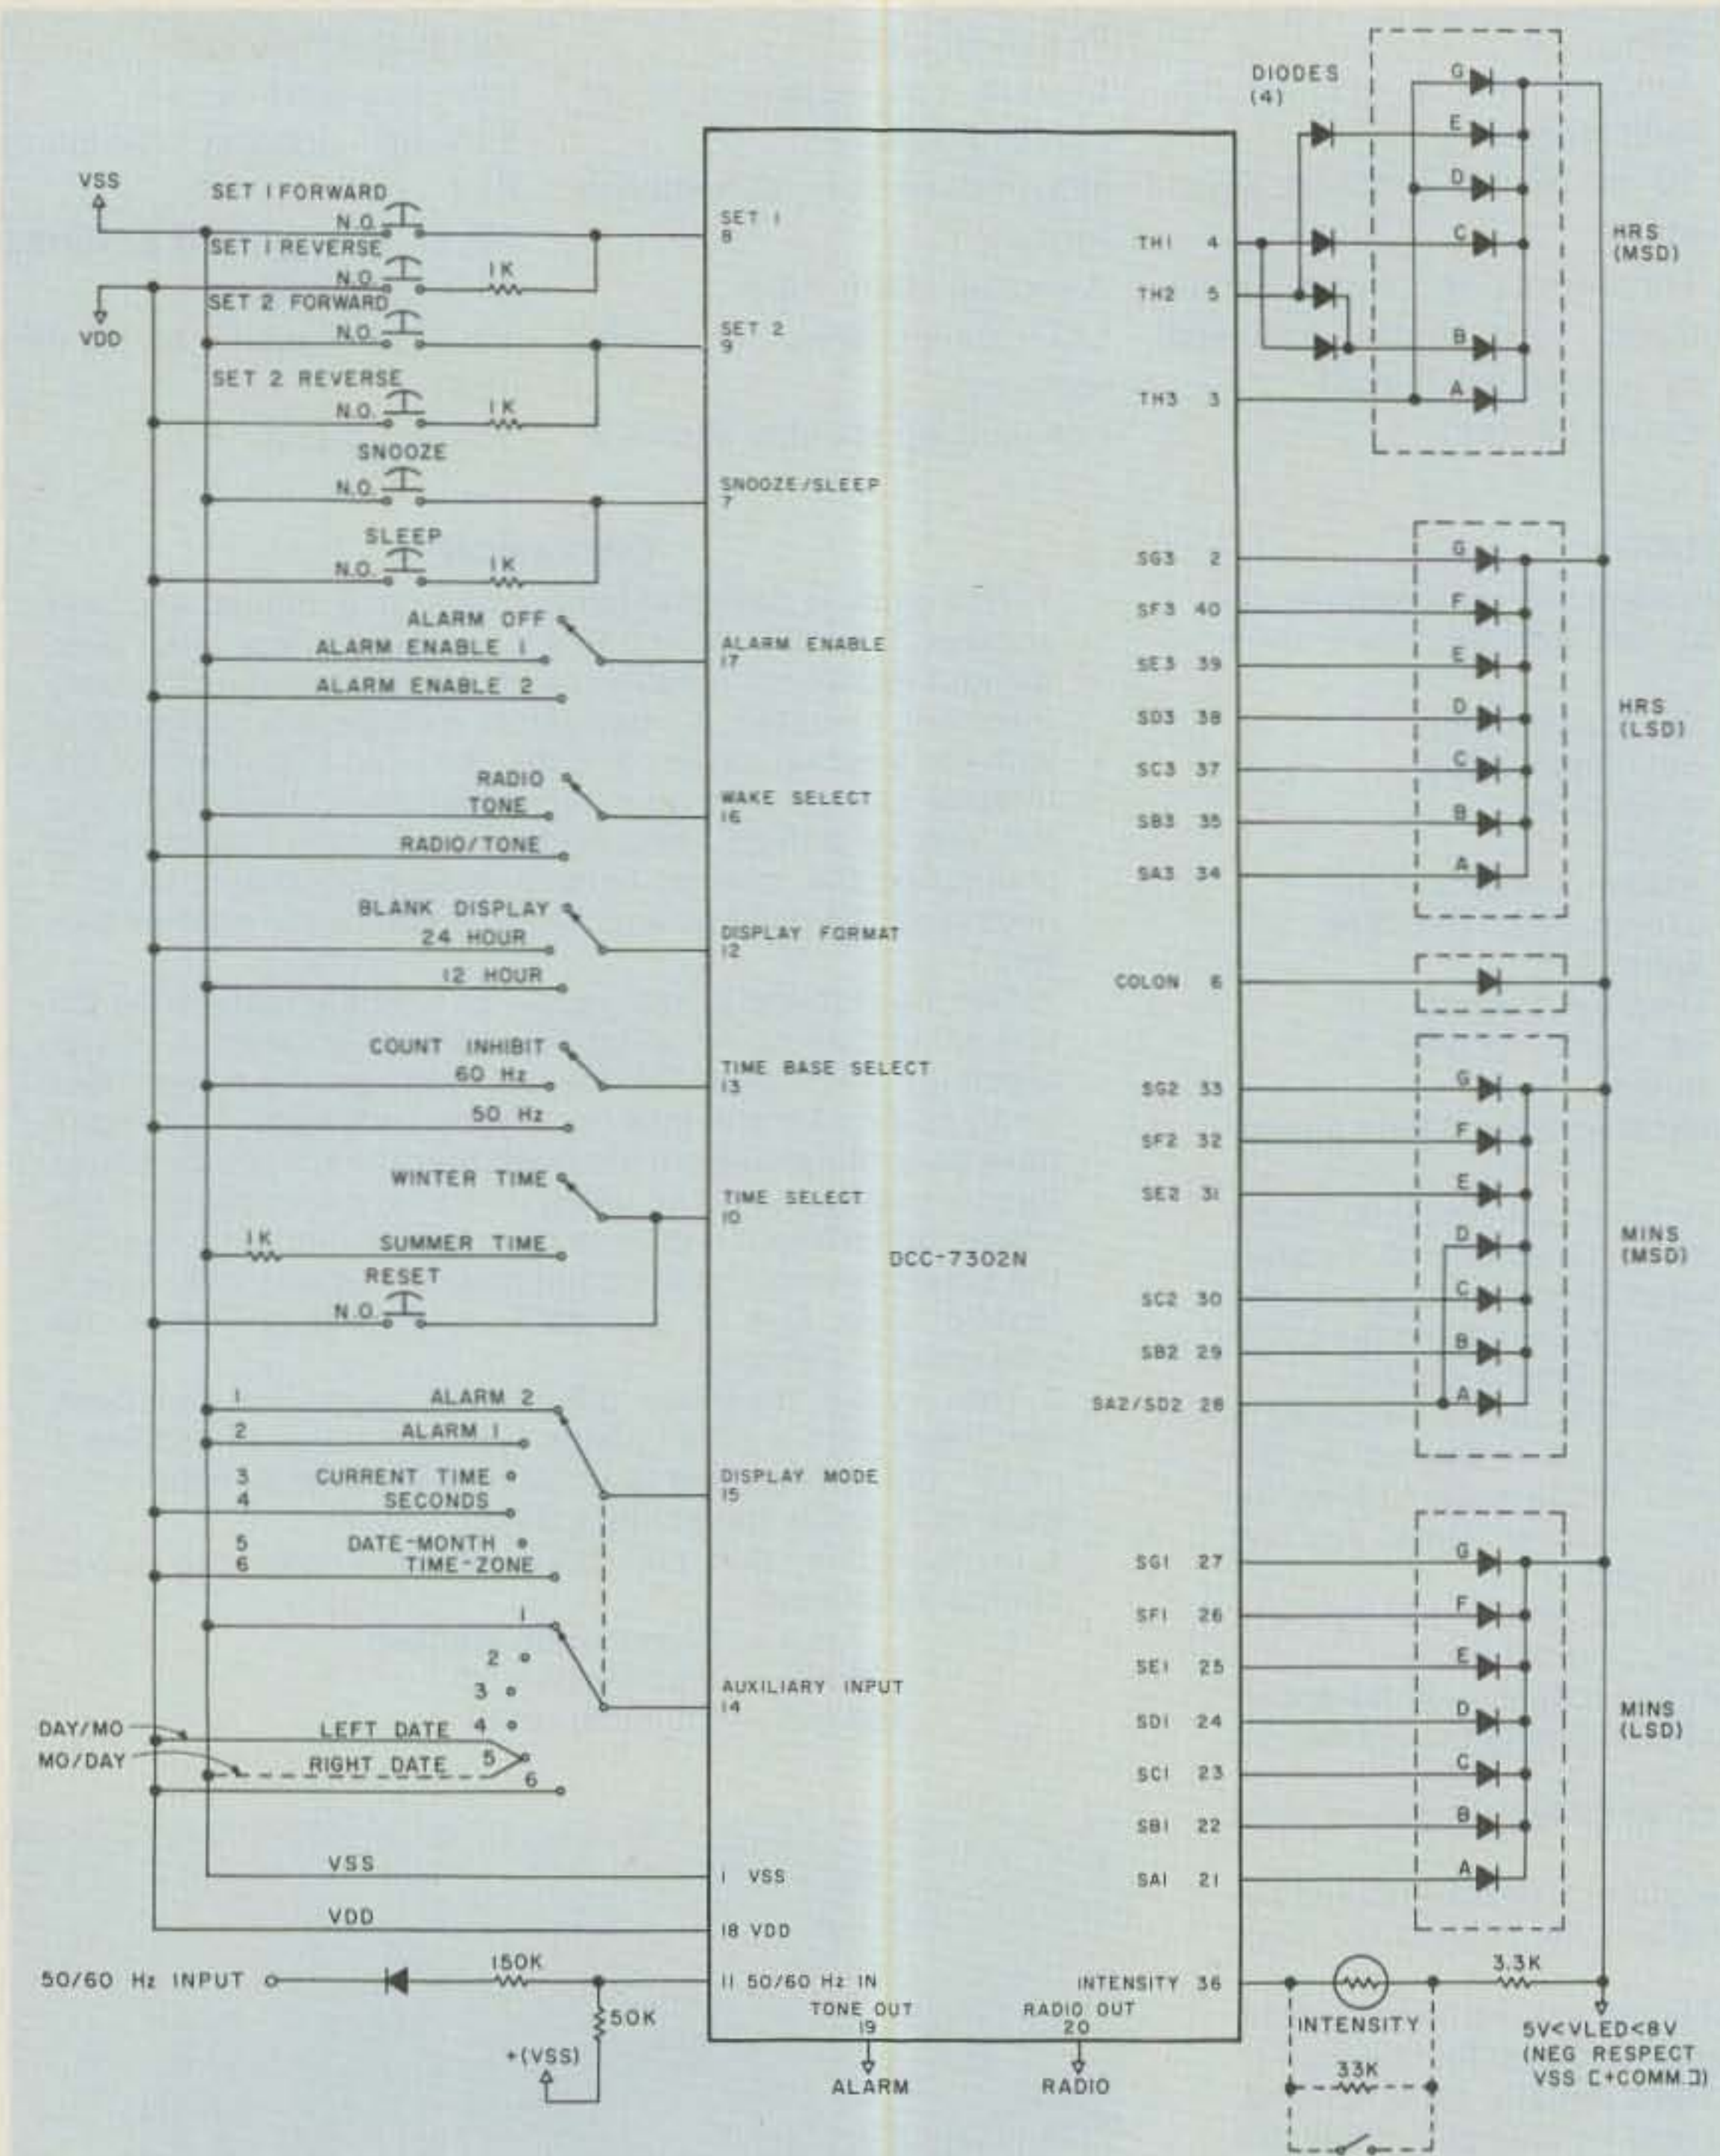 VSS
SET 1 FORWARD
N.O.
SET 1 REVERSE
N.O.
1K
VDD
SET 2 FORWARD
N.O.
SET 2 REVERSE
N.O.
1K
SNOOZE
N.O.
SLEEP
N.O.
1K
ALARM OFF
ALARM ENABLE 1
ALARM ENABLE 2
RADIO
TONE
RADIO/TONE
BLANK DISPLAY
24 HOUR
12 HOUR
COUNT INHIBIT
60 Hz
50 Hz
WINTER TIME
1K
SUMMER TIME
RESET
N.O.
1 ALARM 2
2 ALARM 1
3 CURRENT TIME
4 SECONDS
5 DATE-MONTH
6 TIME-ZONE
1
2
3
DAY/MO
LEFT DATE 4
MO/DAY
RIGHT DATE 5
6
VSS
VDD
50/60 Hz INPUT
150K
50K
+(VSS)
SET 1
8
SET 2
9
SNOOZE/SLEEP
7
ALARM ENABLE
17
WAKE SELECT
16
DISPLAY FORMAT
12
TIME BASE SELECT
13
TIME SELECT
10
DCC-7302N
DISPLAY MODE
15
AUXILIARY INPUT
14
1 VSS
18 VDD
11 50/60 Hz IN
TONE OUT
19
ALARM
RADIO OUT
20
RADIO
TH1 4
TH2 5
TH3 3
SG3 2
SF3 40
SE3 39
SD3 38
SC3 37
SB3 35
SA3 34
COLON 6
SG2 33
SF2 32
SE2 31
SC2 30
SB2 29
SA2/SD2 28
SG1 27
SF1 26
SE1 25
SD1 24
SC1 23
SB1 22
SA1 21
INTENSITY 36
DIODES
(4)
G
E
D
C
B
A
HRS
(MSD)
G
F
E
D
C
B
A
HRS
(LSD)
G
F
E
D
C
B
A
MINS
(MSD)
G
F
E
D
C
B
A
MINS
(LSD)
3.3K
INTENSITY
33K
5V<VLED<8V
(NEG RESPECT
VSS [+COMM.])